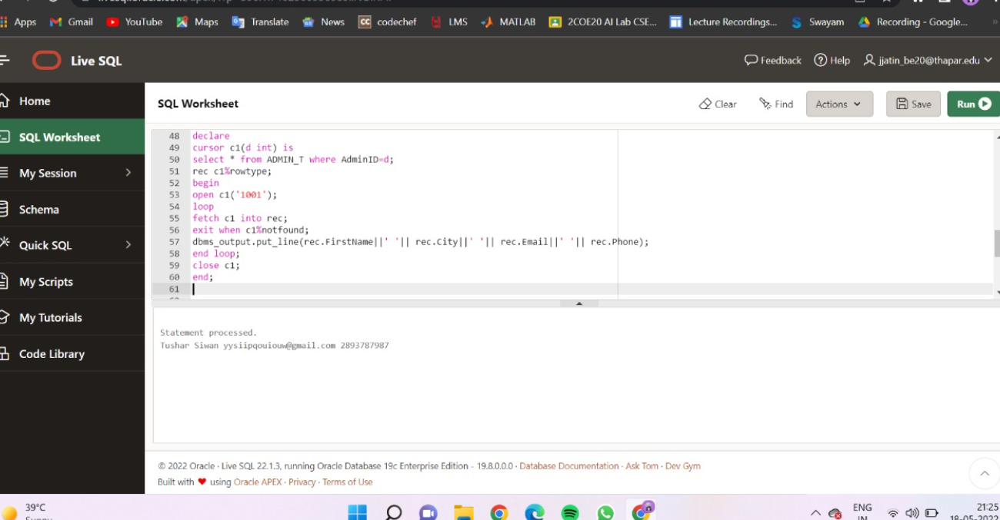 Apps Gmail YouTube Maps Translate News CC codechef LMS MATLAB 2COE20 AI Lab CSE... Lecture Recordings... Swayam Recording - Google... »
Live SQL Feedback Help jjatin_be20@thapar.edu
Home
SQL Worksheet
My Session
Schema
Quick SQL
My Scripts
My Tutorials
Code Library
SQL Worksheet Clear Find Actions Save Run
48 declare
49 cursor c1(d int) is
50 select * from ADMIN_T where AdminID=d;
51 rec c1%rowtype;
52 begin
53 open c1('1001');
54 loop
55 fetch c1 into rec;
56 exit when c1%notfound;
57 dbms_output.put_line(rec.FirstName||' '|| rec.City||' '|| rec.Email||' '|| rec.Phone);
58 end loop;
59 close c1;
60 end;
61
Statement processed.
Tushar Siwan yysiipqouiouw@gmail.com 2893787987
© 2022 Oracle · Live SQL 22.1.3, running Oracle Database 19c Enterprise Edition - 19.8.0.0.0 · Database Documentation · Ask Tom · Dev Gym
Built with ❤ using Oracle APEX · Privacy · Terms of Use
39°C
Sunny
ENG
IN
21:25
18-05-2022